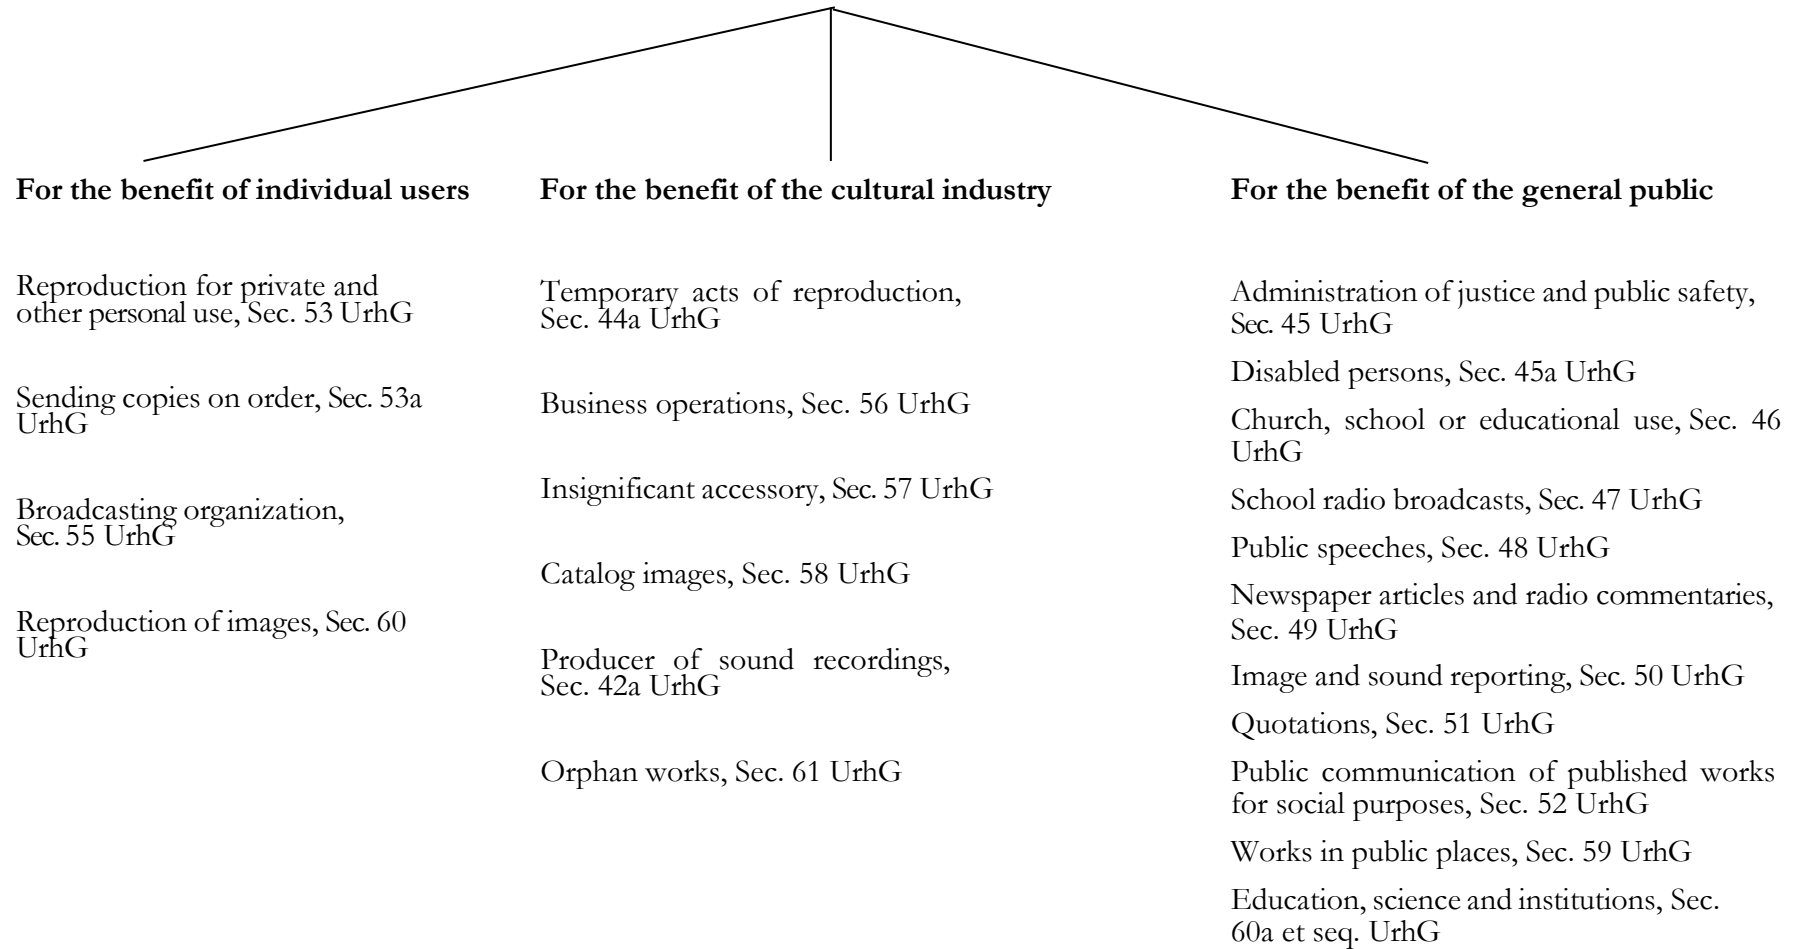 For the benefit of individual users
Reproduction for private and
other personal use, Sec. 53 UrhG
Sending copies on order, Sec. 53a
UrhG
Broadcasting organization,
Sec. 55 UrhG
Reproduction of images, Sec. 60
UrhG
For the benefit of the cultural industry
Temporary acts of reproduction,
Sec. 44a UrhG
Business operations, Sec. 56 UrhG
Insignificant accessory, Sec. 57 UrhG
Catalog images, Sec. 58 UrhG
Producer of sound recordings,
Sec. 42a UrhG
Orphan works, Sec. 61 UrhG
For the benefit of the general public
Administration of justice and public safety,
Sec. 45 UrhG
Disabled persons, Sec. 45a UrhG
Church, school or educational use, Sec. 46
UrhG
School radio broadcasts, Sec. 47 UrhG
Public speeches, Sec. 48 UrhG
Newspaper articles and radio commentaries,
Sec. 49 UrhG
Image and sound reporting, Sec. 50 UrhG
Quotations, Sec. 51 UrhG
Public communication of published works
for social purposes, Sec. 52 UrhG
Works in public places, Sec. 59 UrhG
Education, science and institutions, Sec.
60a et seq. UrhG